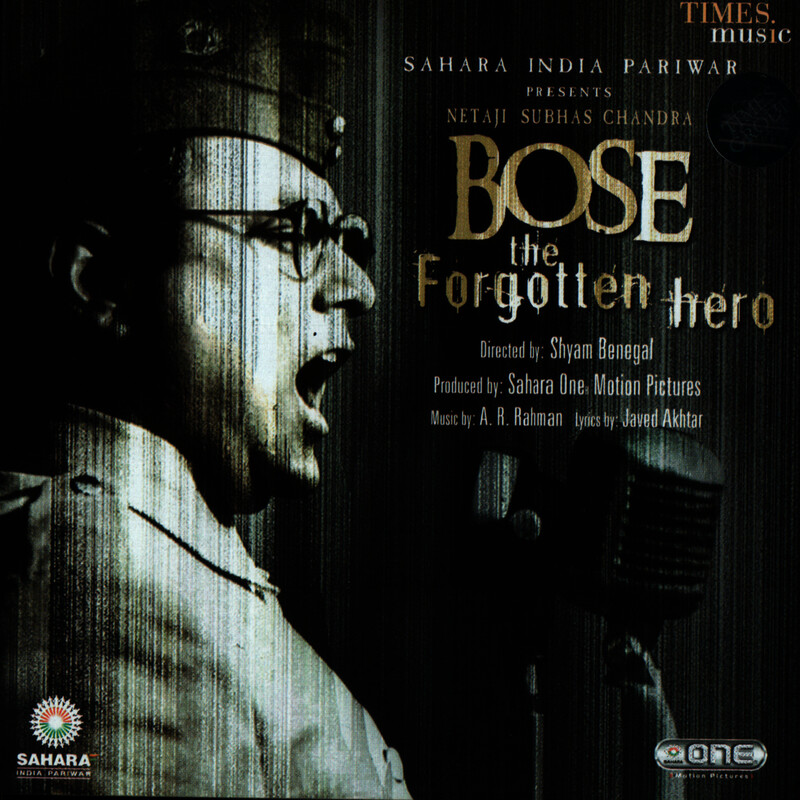 TIMES.
music
SAHARA INDIA PARIWAR
PRESENTS
NETAJI SUBHAS CHANDRA
BOSE
the
Forgotten hero
Directed by: Shyam Benegal
Produced by: Sahara One Motion Pictures
Music by: A. R. Rahman Lyrics by: Javed Akhtar
SAHARA
INDIA PARIWAR
SAHARA ONE
Motion Pictures